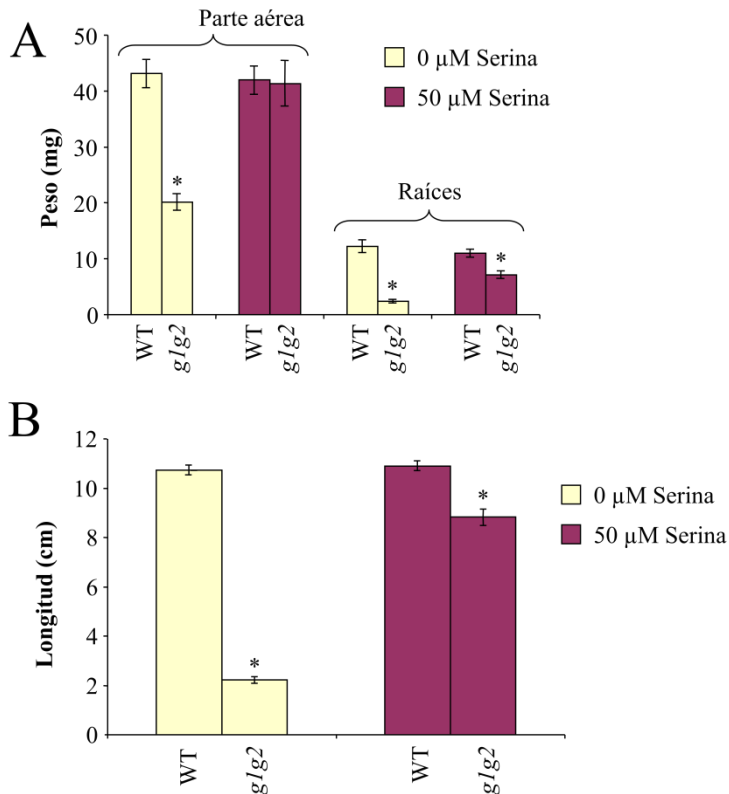 A
Parte aérea
0 µM Serina
50 µM Serina
Raíces
Peso (mg)
50
40
30
20
10
0
*
*
*
WT
g1g2
WT
g1g2
WT
g1g2
WT
g1g2
B
Longitud (cm)
12
10
8
6
4
2
0
*
*
0 µM Serina
50 µM Serina
WT
g1g2
WT
g1g2